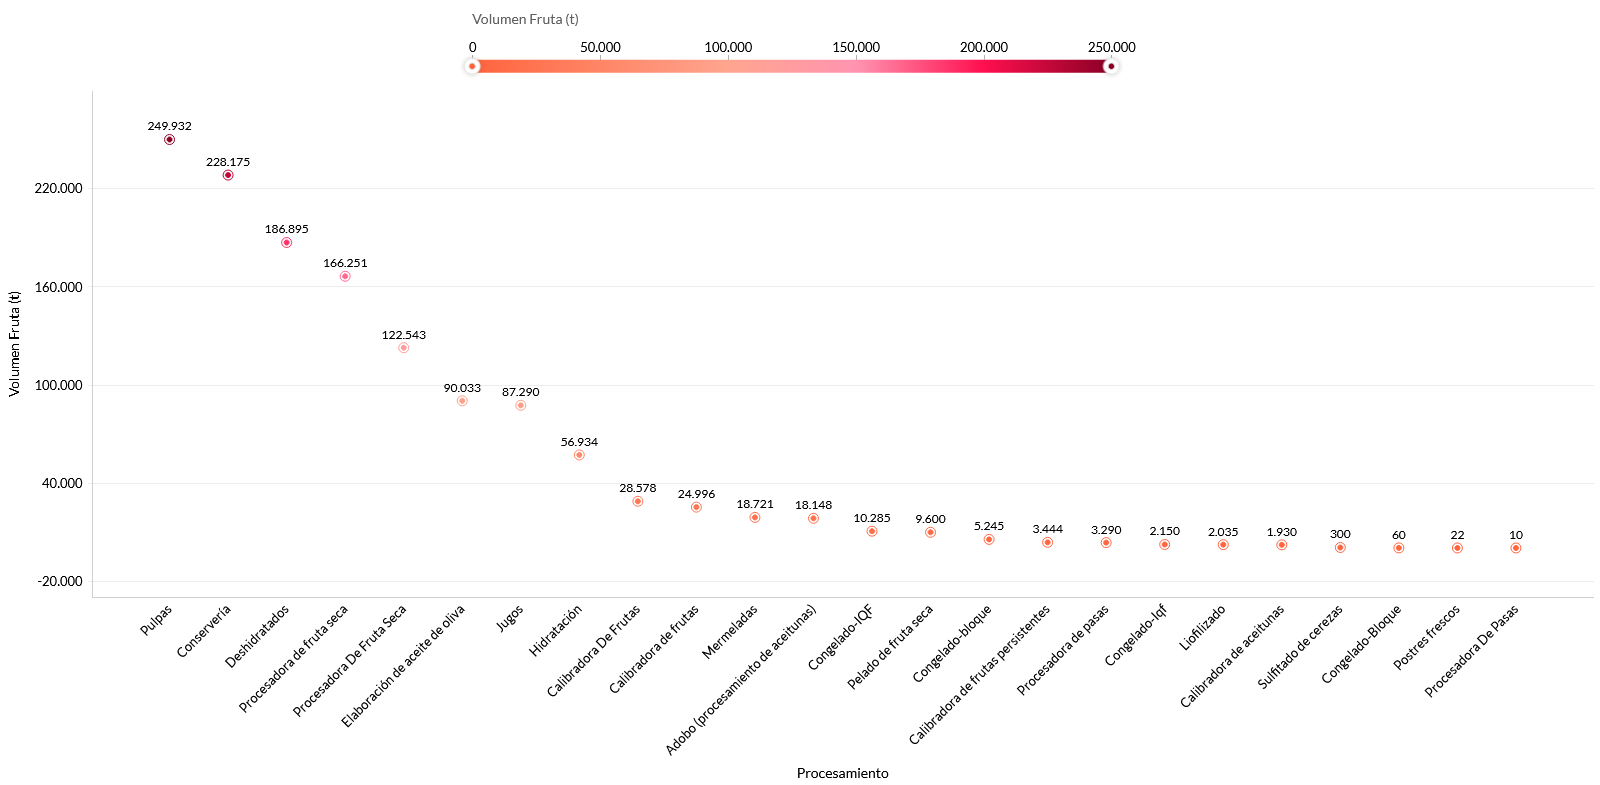 Volumen Fruta (t)
0 50.000 100.000 150.000 200.000 250.000
249.932
228.175
186.895
166.251
122.543
90.033
87.290
56.934
28.578
24.996
18.721
18.148
10.285
9.600
5.245
3.444
3.290
2.150
2.035
1.930
300
60
22
10
220.000
160.000
100.000
40.000
-20.000
Volumen Fruta (t)
Pulpas
Conservería
Deshidratados
Procesadora de fruta seca
Procesadora De Fruta Seca
Elaboración de aceite de oliva
Jugos
Hidratación
Calibradora De Frutas
Calibradora de frutas
Mermeladas
Adobo (procesamiento de aceitunas)
Congelado-IQF
Pelado de fruta seca
Congelado-bloque
Calibradora de frutas persistentes
Procesadora de pasas
Congelado-Iqf
Liofilizado
Calibradora de aceitunas
Sulfitado de cerezas
Congelado-Bloque
Postres frescos
Procesadora De Pasas
Procesamiento